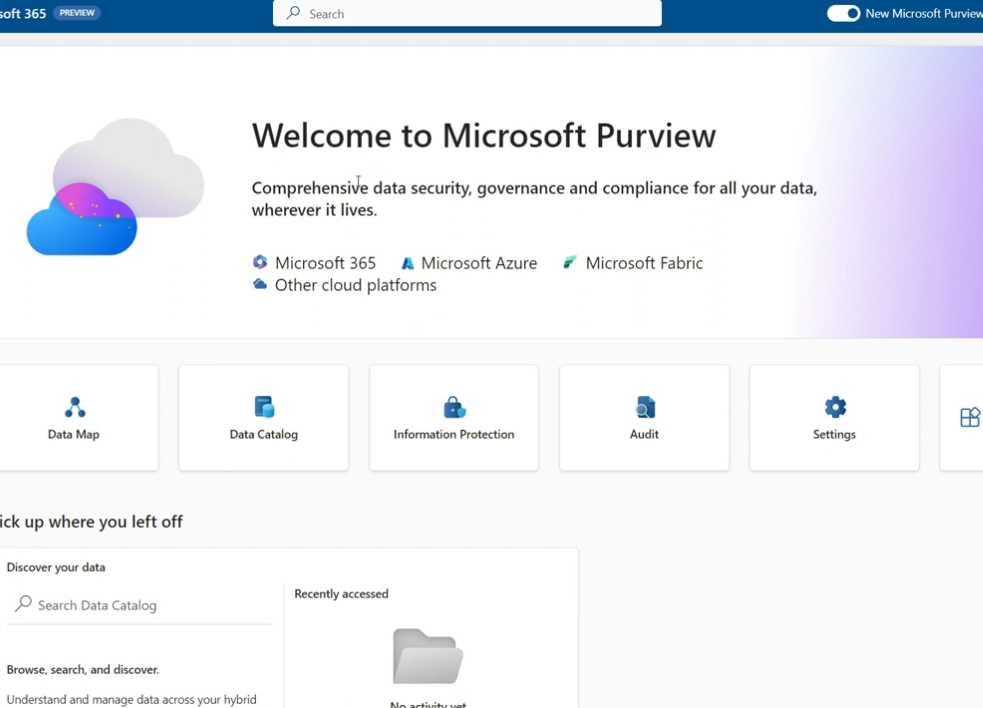 soft 365 PREVIEW
Search
New Microsoft Purview
Welcome to Microsoft Purview
Comprehensive data security, governance and compliance for all your data,
wherever it lives.
Microsoft 365 Microsoft Azure Microsoft Fabric
Other cloud platforms
Data Map
Data Catalog
Information Protection
Audit
Settings
ick up where you left off
Discover your data
Search Data Catalog
Browse, search, and discover.
Understand and manage data across your hybrid
Recently accessed
No activity yet